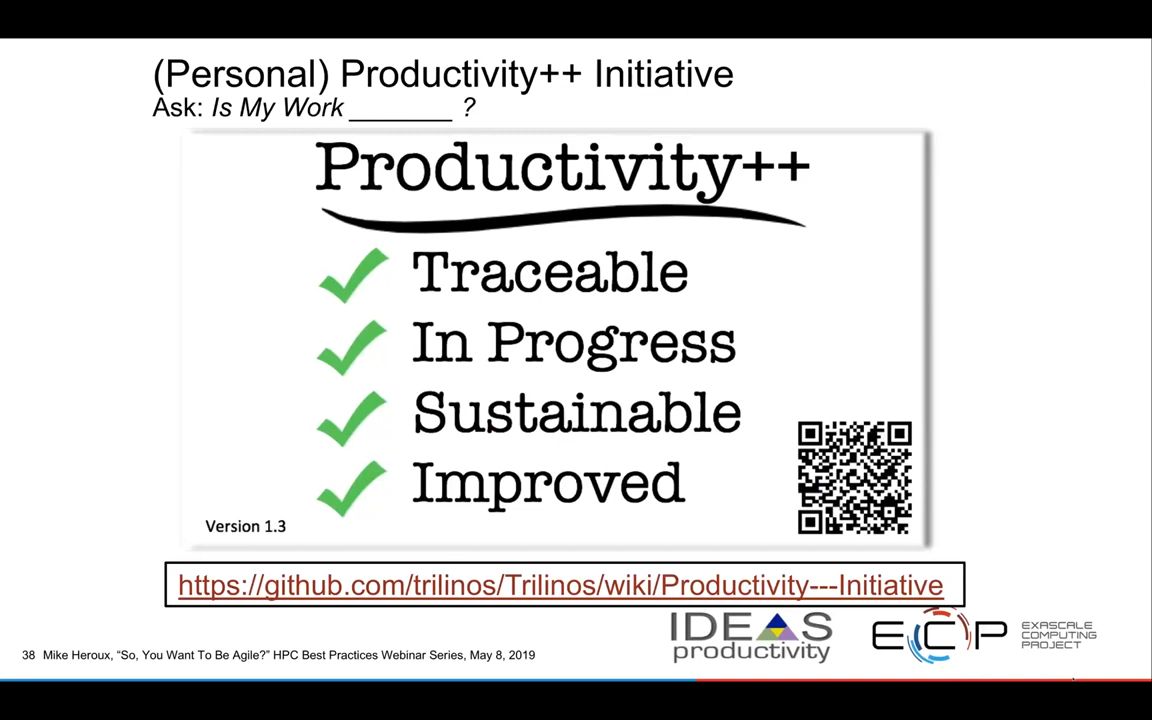 (Personal) Productivity++ Initiative
Ask: Is My Work _______ ?
Productivity++
Traceable
In Progress
Sustainable
Improved
Version 1.3
https://github.com/trilinos/Trilinos/wiki/Productivity---Initiative
IDEAS
productivity
ECP
EXASCALE
COMPUTING
PROJECT
38 Mike Heroux, “So, You Want To Be Agile?” HPC Best Practices Webinar Series, May 8, 2019